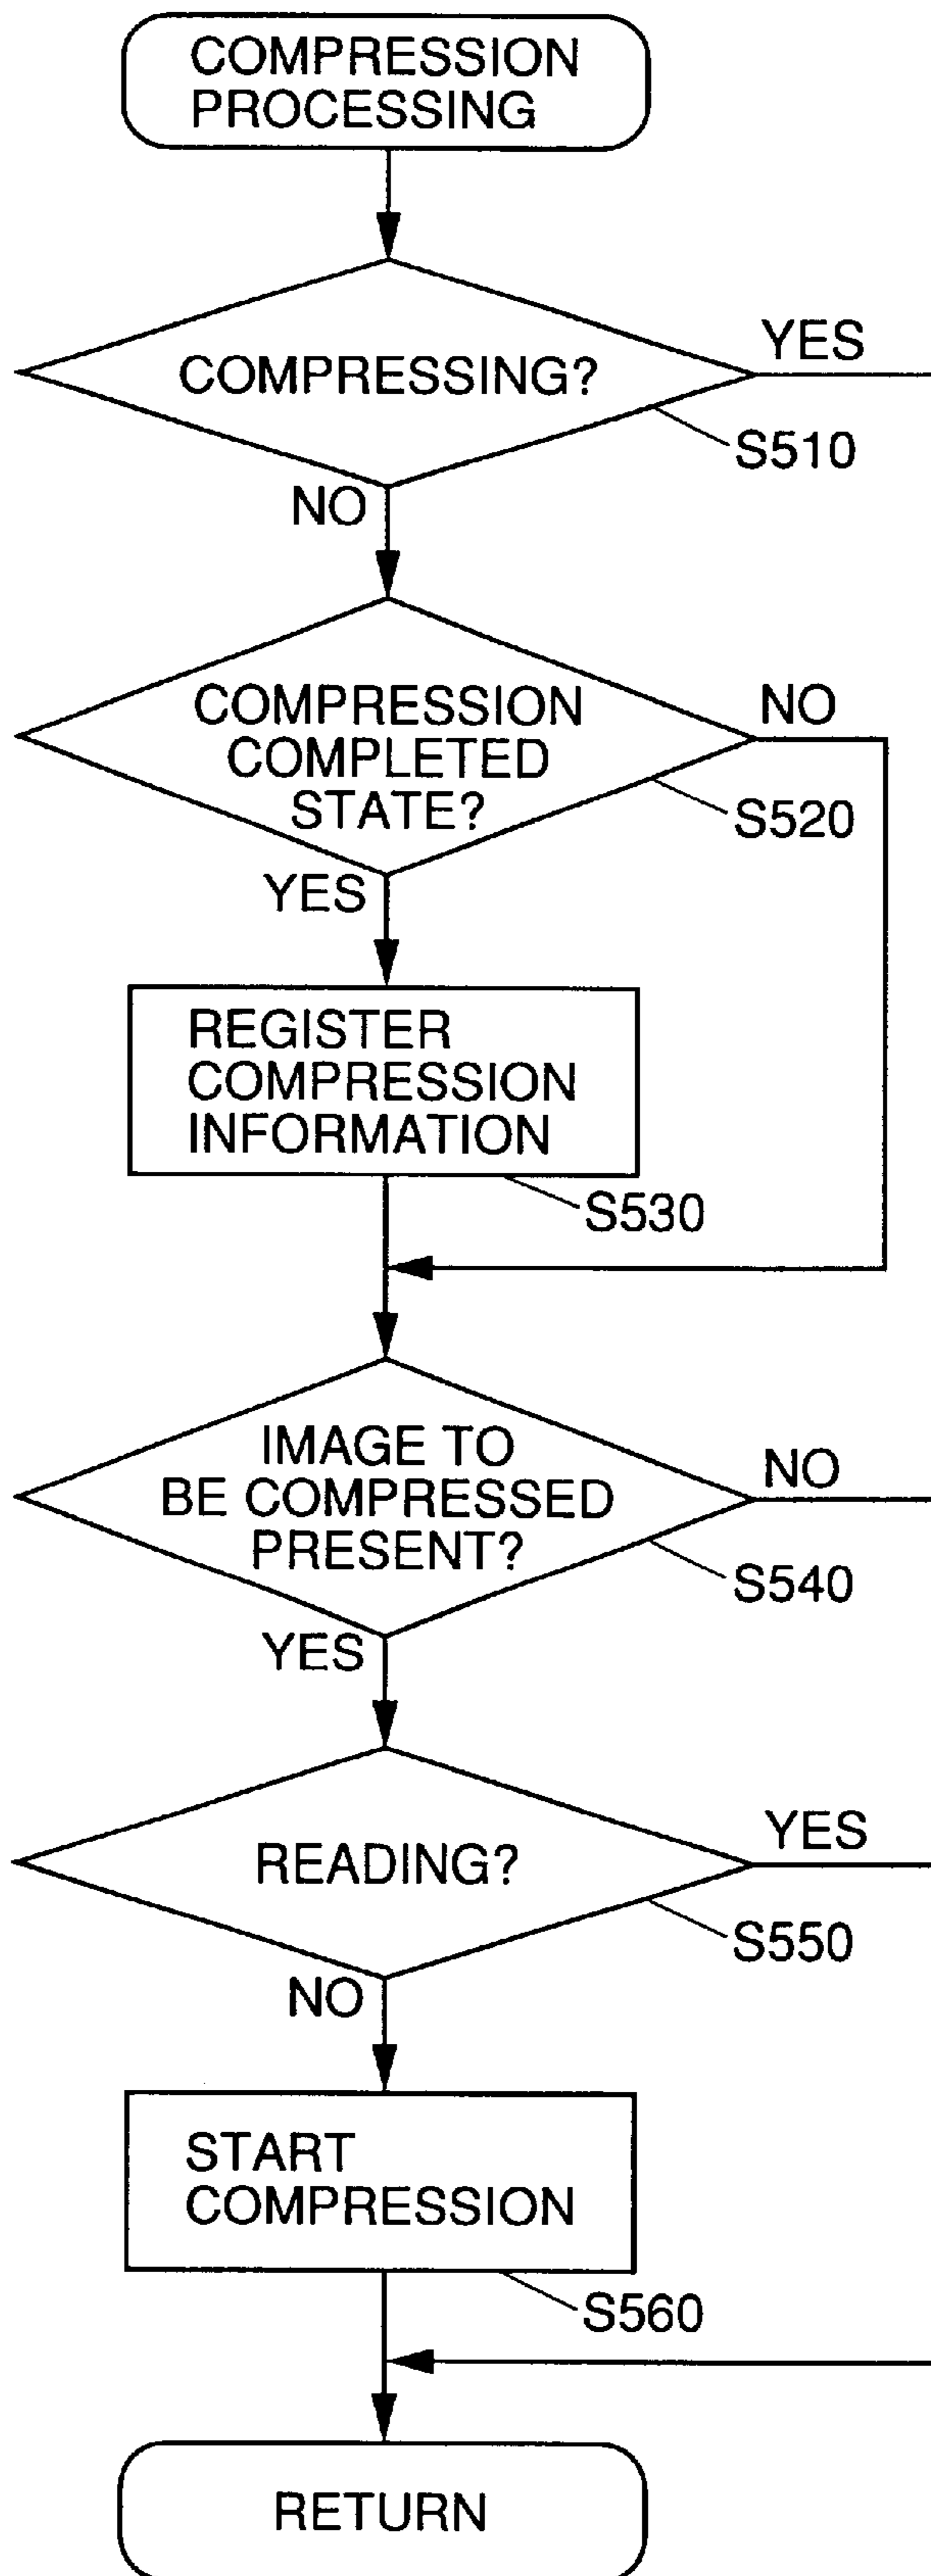 COMPRESSION
PROCESSING
COMPRESSING?
YES
S510
NO
COMPRESSION
COMPLETED
STATE?
NO
S520
YES
REGISTER
COMPRESSION
INFORMATION
S530
IMAGE TO
BE COMPRESSED
PRESENT?
NO
S540
YES
READING?
YES
S550
NO
START
COMPRESSION
S560
RETURN